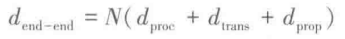 d_end-end = N(d_proc + d_trans + d_prop)